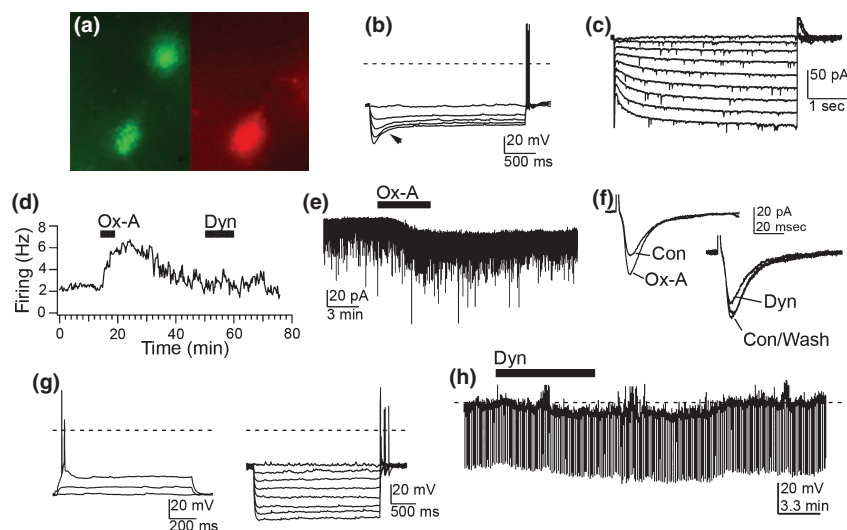 (a)
(b)
20 mV
500 ms
(c)
50 pA
1 sec
(d)
Firing (Hz)
8
6
4
2
0
Ox-A
Dyn
0
20
40
60
80
Time (min)
(e)
Ox-A
20 pA
3 min
(f)
20 pA
20 msec
Con
Ox-A
Dyn
Con/Wash
(g)
20 mV
200 ms
20 mV
500 ms
(h)
Dyn
20 mV
3.3 min